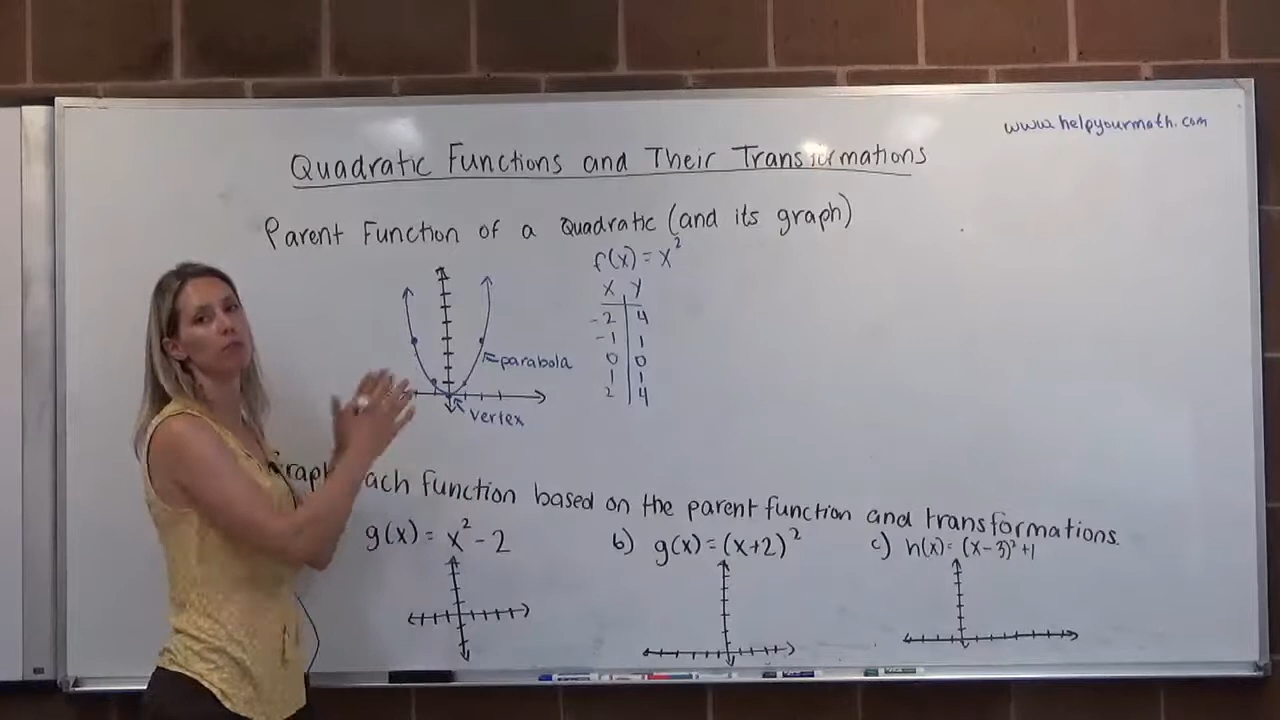 www.helpyourmath.com
Quadratic Functions and Their Transformations
Parent Function of a Quadratic (and its graph)
f(x) = x²
x y
-2 4
-1 1
0 0
1 1
2 4
parabola
vertex
function based on the parent function and transformations.
g(x) = x² - 2
b) g(x) = (x+2)²
c) h(x) = (x-3)² +1